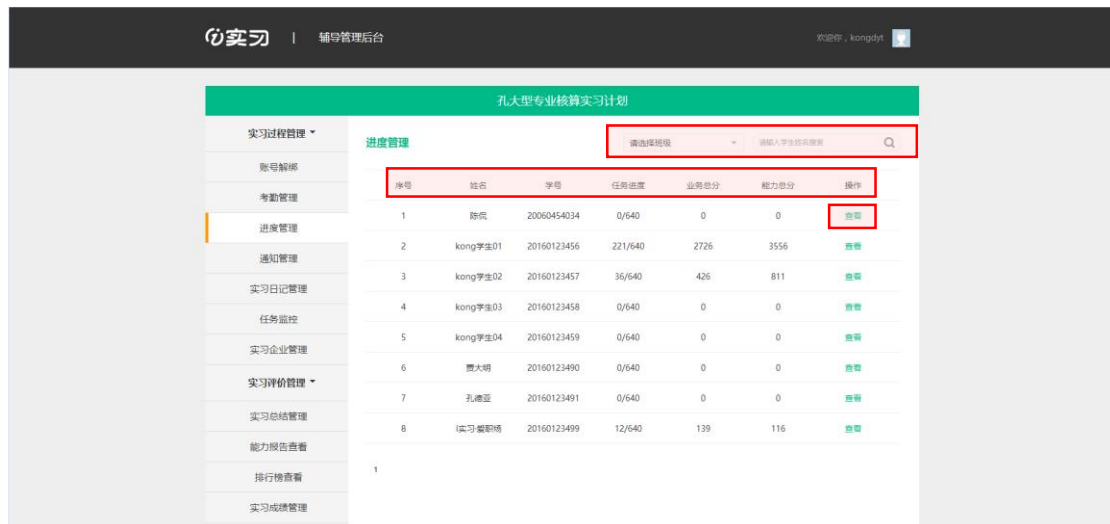 i实习 | 辅导管理后台
欢迎你，kongdyt
孔大型专业核算实习计划
实习过程管理
账号解绑
考勤管理
进度管理
通知管理
实习日记管理
任务监控
实习企业管理
实习评价管理
实习总结管理
能力报告查看
排行榜查看
实习成绩管理
进度管理
请选择班级
请输入学生姓名搜索
序号 姓名 学号 任务进度 业务总分 能力总分 操作
1 陈侃 20060454034 0/640 0 0 查看
2 kong学生01 20160123456 221/640 2726 3556 查看
3 kong学生02 20160123457 36/640 426 811 查看
4 kong学生03 20160123458 0/640 0 0 查看
5 kong学生04 20160123459 0/640 0 0 查看
6 贾大明 20160123490 0/640 0 0 查看
7 孔德亚 20160123491 0/640 0 0 查看
8 i实习·爱职场 20160123499 12/640 139 116 查看
1